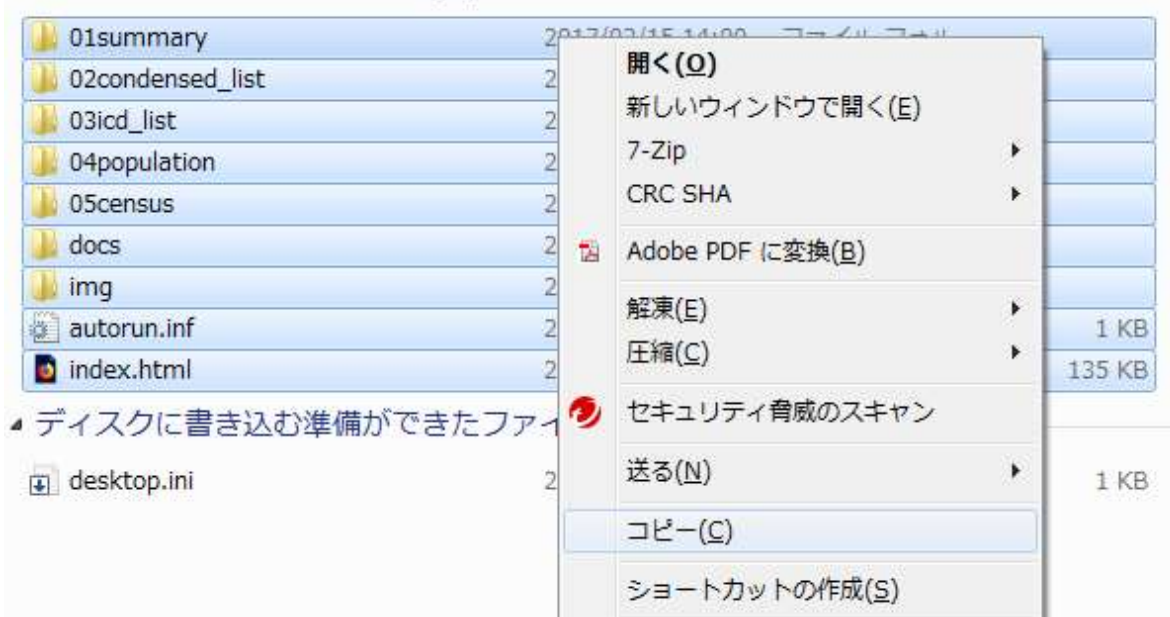 01summary
02condensed_list
03icd_list
04population
05census
docs
img
autorun.inf
1 KB
index.html
135 KB
ディスクに書き込む準備ができたファイ
desktop.ini
1 KB
開く(O)
新しいウィンドウで開く(E)
7-Zip
CRC SHA
Adobe PDF に変換(B)
解凍(E)
圧縮(C)
セキュリティ脅威のスキャン
送る(N)
コピー(C)
ショートカットの作成(S)